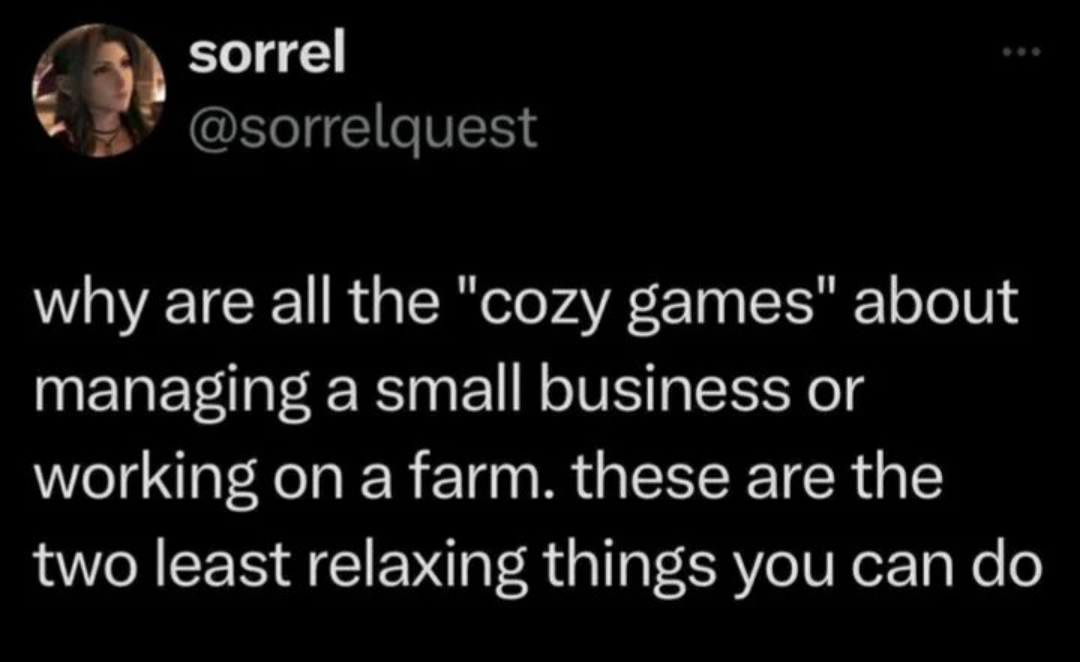 sorrel
@sorrelquest
why are all the "cozy games" about
managing a small business or
working on a farm. these are the
two least relaxing things you can do